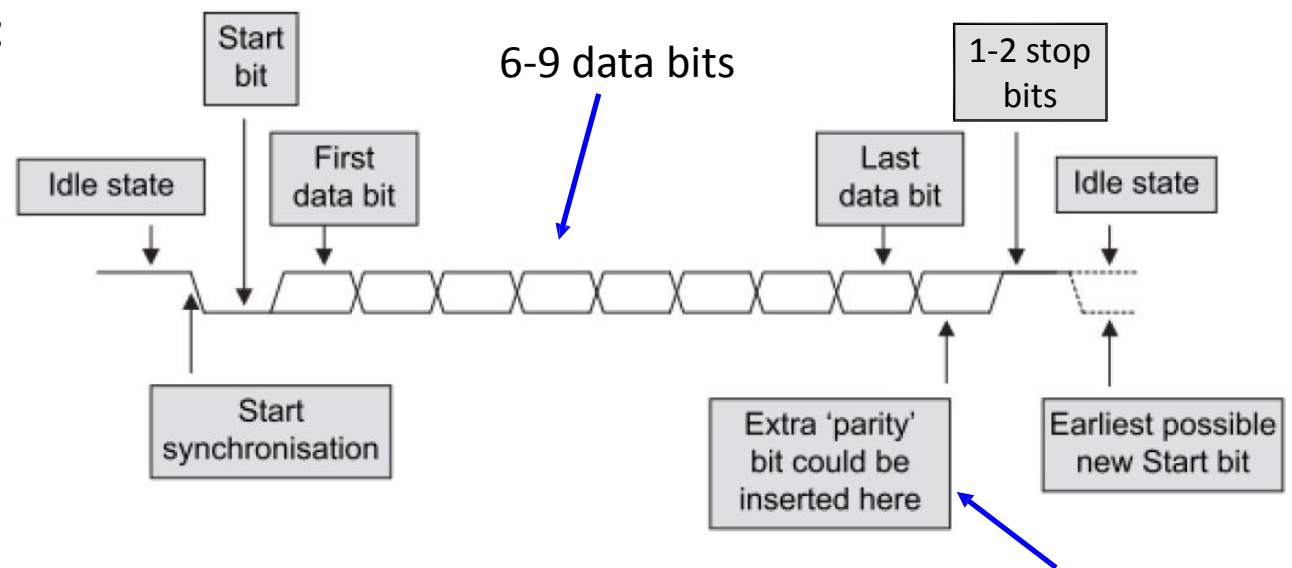 :
Start
bit
6-9 data bits
1-2 stop
bits
Idle state
First
data bit
Last
data bit
Idle state
Start
synchronisation
Extra ‘parity’
bit could be
inserted here
Earliest possible
new Start bit